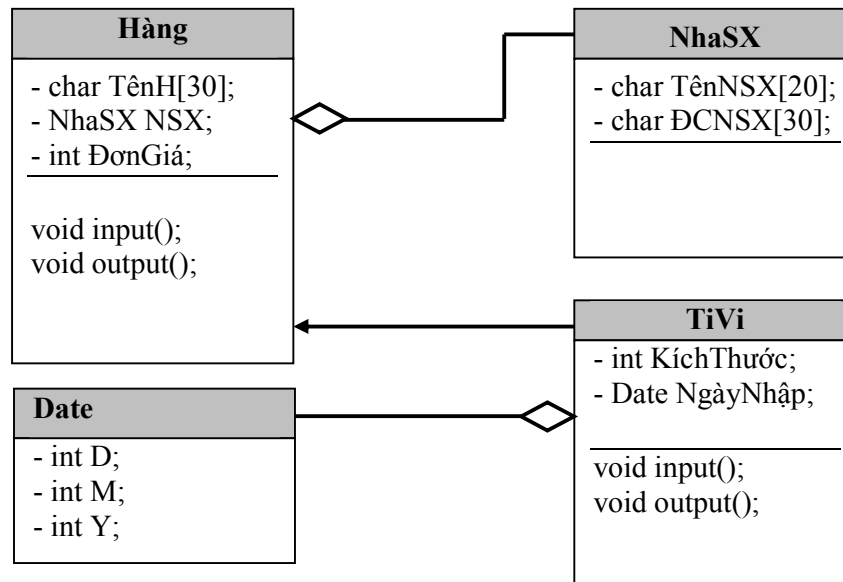 Hàng
- char TênH[30];
- NhaSX NSX;
- int ĐơnGiá;
void input();
void output();
NhaSX
- char TênNSX[20];
- char ĐCNSX[30];
TiVi
- int KíchThước;
- Date NgàyNhập;
void input();
void output();
Date
- int D;
- int M;
- int Y;